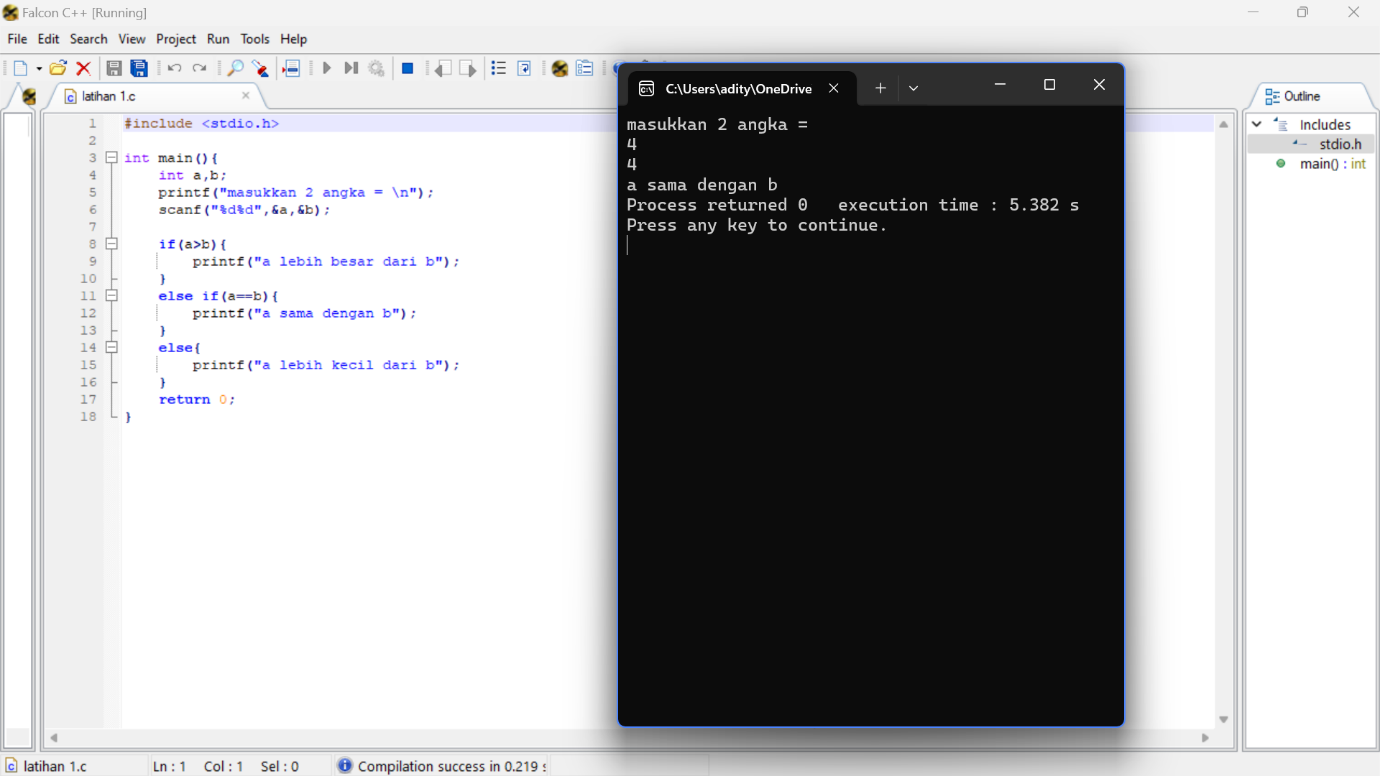 Falcon C++ [Running]
File Edit Search View Project Run Tools Help
latihan 1.c
1 #include <stdio.h>
2
3 int main(){
4 int a,b;
5 printf("masukkan 2 angka = \n");
6 scanf("%d%d",&a,&b);
7
8 if(a>b){
9 printf("a lebih besar dari b");
10 }
11 else if(a==b){
12 printf("a sama dengan b");
13 }
14 else{
15 printf("a lebih kecil dari b");
16 }
17 return 0;
18 }
C:\Users\adity\OneDrive
masukkan 2 angka =
4
4
a sama dengan b
Process returned 0 execution time : 5.382 s
Press any key to continue.
Outline
Includes
stdio.h
main() : int
latihan 1.c
Ln : 1 Col : 1 Sel : 0
Compilation success in 0.219 s